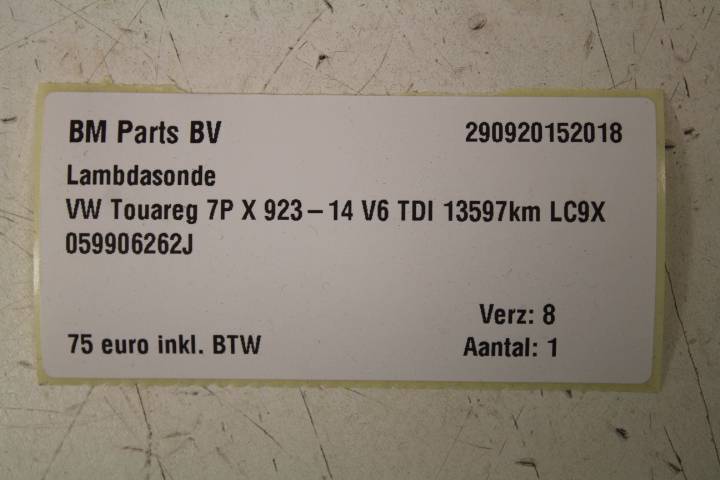 BM Parts BV 290920152018
Lambdasonde
VW Touareg 7P X 923-14 V6 TDI 13597km LC9X
059906262J
Verz: 8
75 euro inkl. BTW Aantal: 1